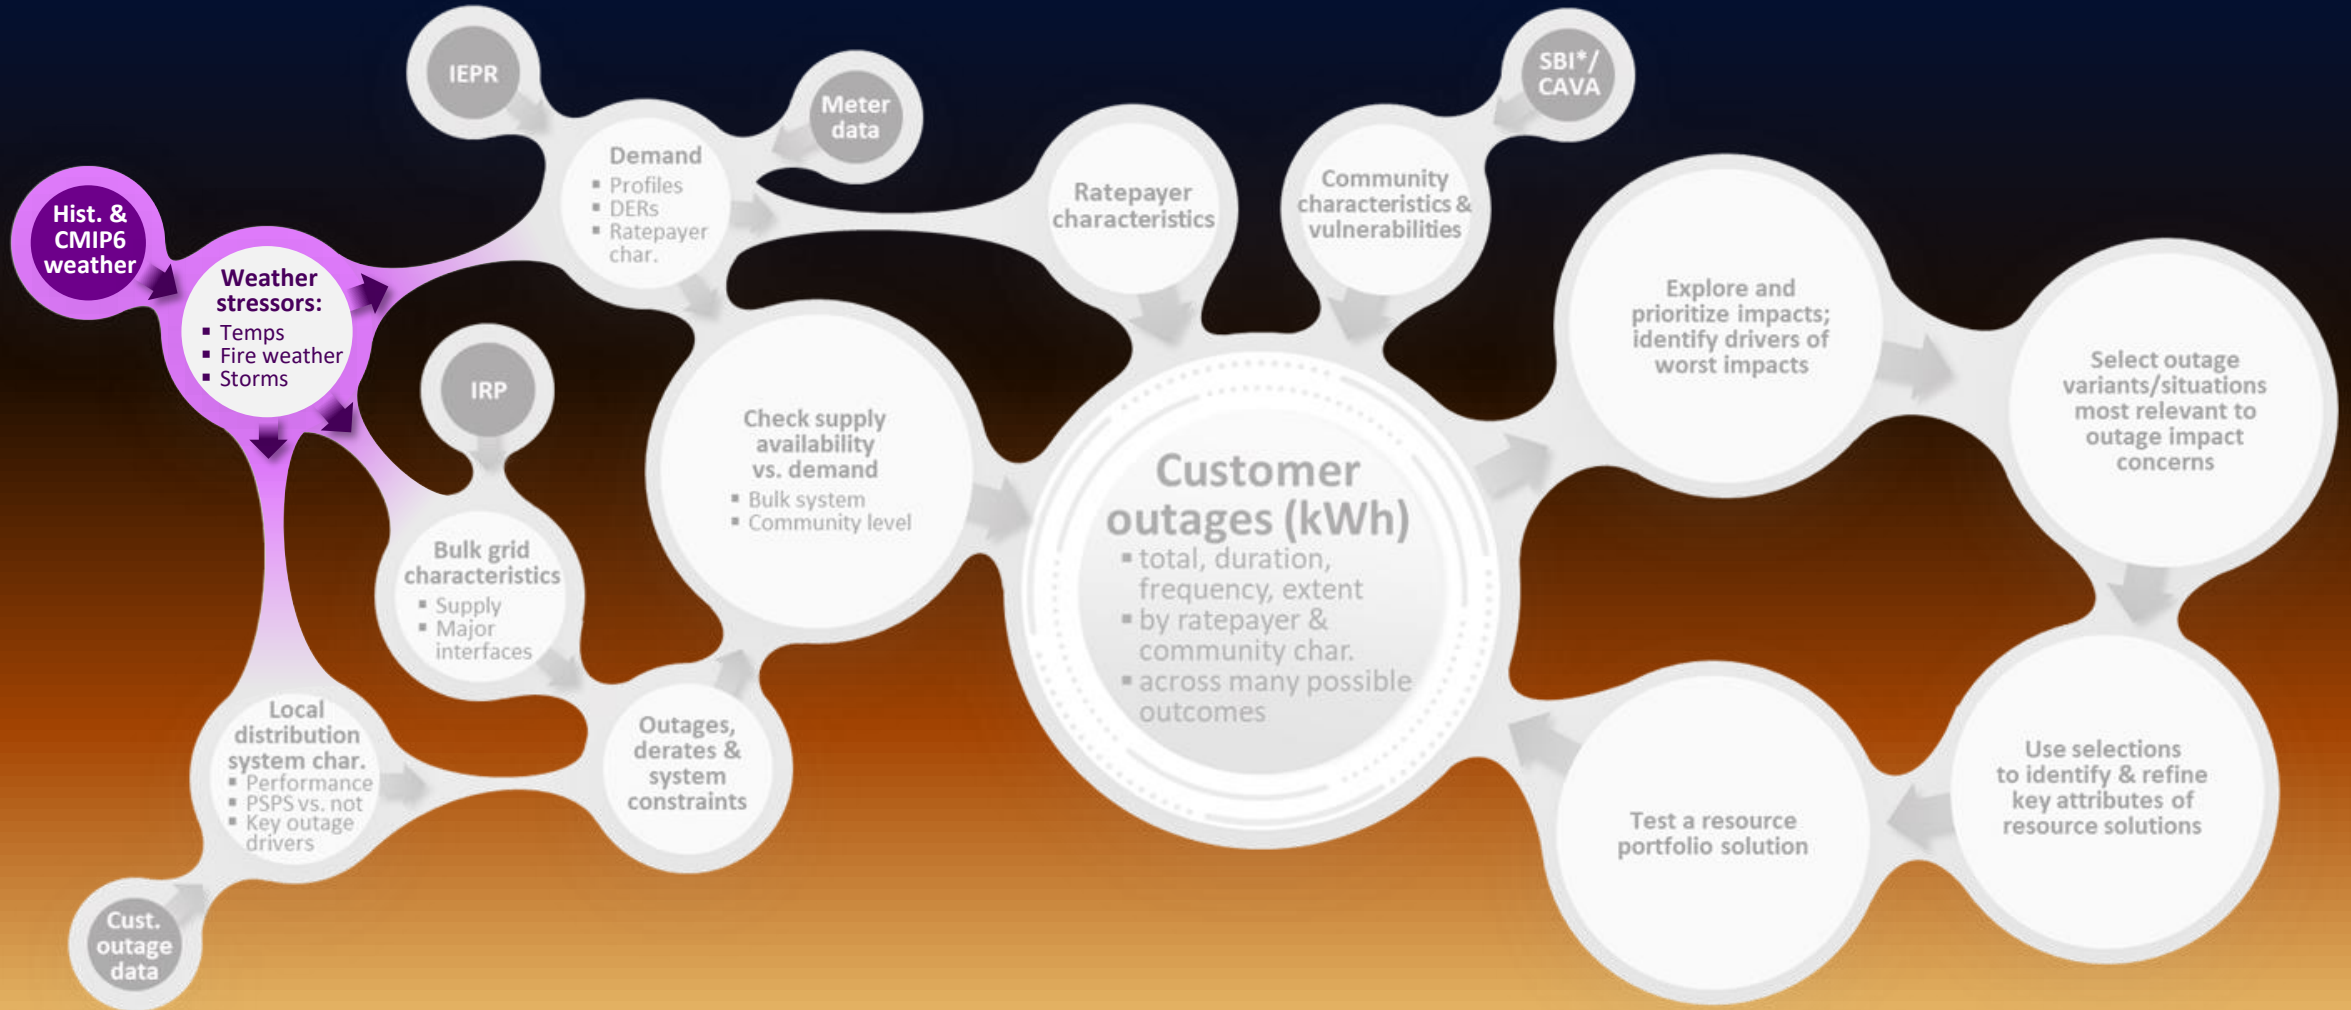 IEPR
Meter
data
SBI*/
CAVA
Demand
▪ Profiles
▪ DERs
▪ Ratepayer
char.
Hist. &
CMIP6
weather
Weather
stressors:
▪ Temps
▪ Fire weather
▪ Storms
Ratepayer
characteristics
Community
characteristics &
vulnerabilities
IRP
Bulk grid
characteristics
▪ Supply
▪ Major
interfaces
Check supply
availability
vs. demand
▪ Bulk system
▪ Community level
Local
distribution
system char.
▪ Performance
▪ PSPS vs. not
▪ Key outage
drivers
Cust.
outage
data
Outages,
derates &
system
constraints
Customer
outages (kWh)
▪ total, duration,
frequency, extent
▪ by ratepayer &
community char.
▪ across many possible
outcomes
Explore and
prioritize impacts;
identify drivers of
worst impacts
Select outage
variants/situations
most relevant to
outage impact
concerns
Use selections
to identify & refine
key attributes of
resource solutions
Test a resource
portfolio solution